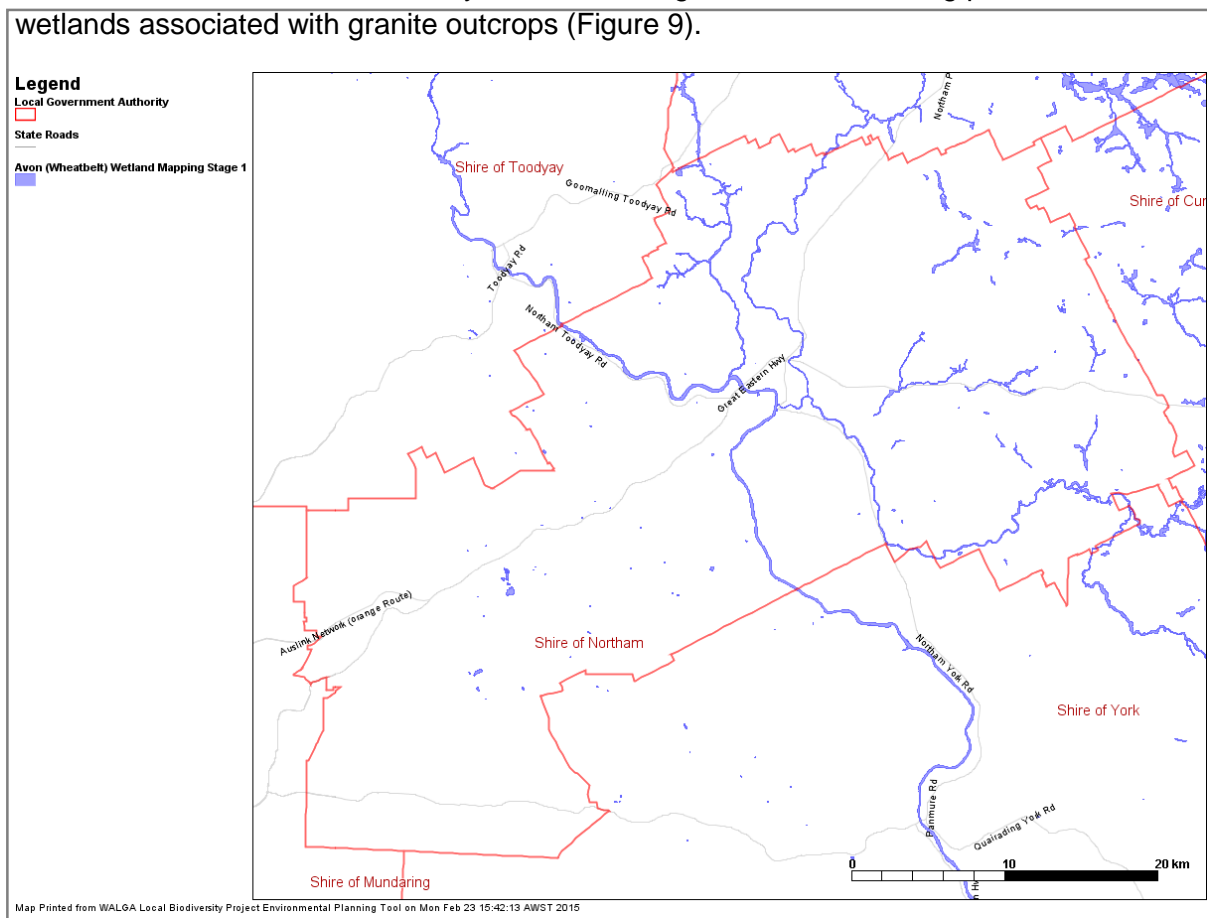 wetlands associated with granite outcrops (Figure 9).
Legend
Local Government Authority
State Roads
Avon (Wheatbelt) Wetland Mapping Stage 1
Northam P
Shire of Toodyay
Goomalling Toodyay Rd
Shire of Cun
Toodyay Rd
Northam Toodyay Rd
Great Eastern Hwy
Auslink Network (orange Route)
Shire of Northam
Northam York Rd
Shire of York
Panmure Rd
Quairading York Rd
0 10 20 km
Shire of Mundaring
Map Printed from WALGA Local Biodiversity Project Environmental Planning Tool on Mon Feb 23 15:42:13 AWST 2015